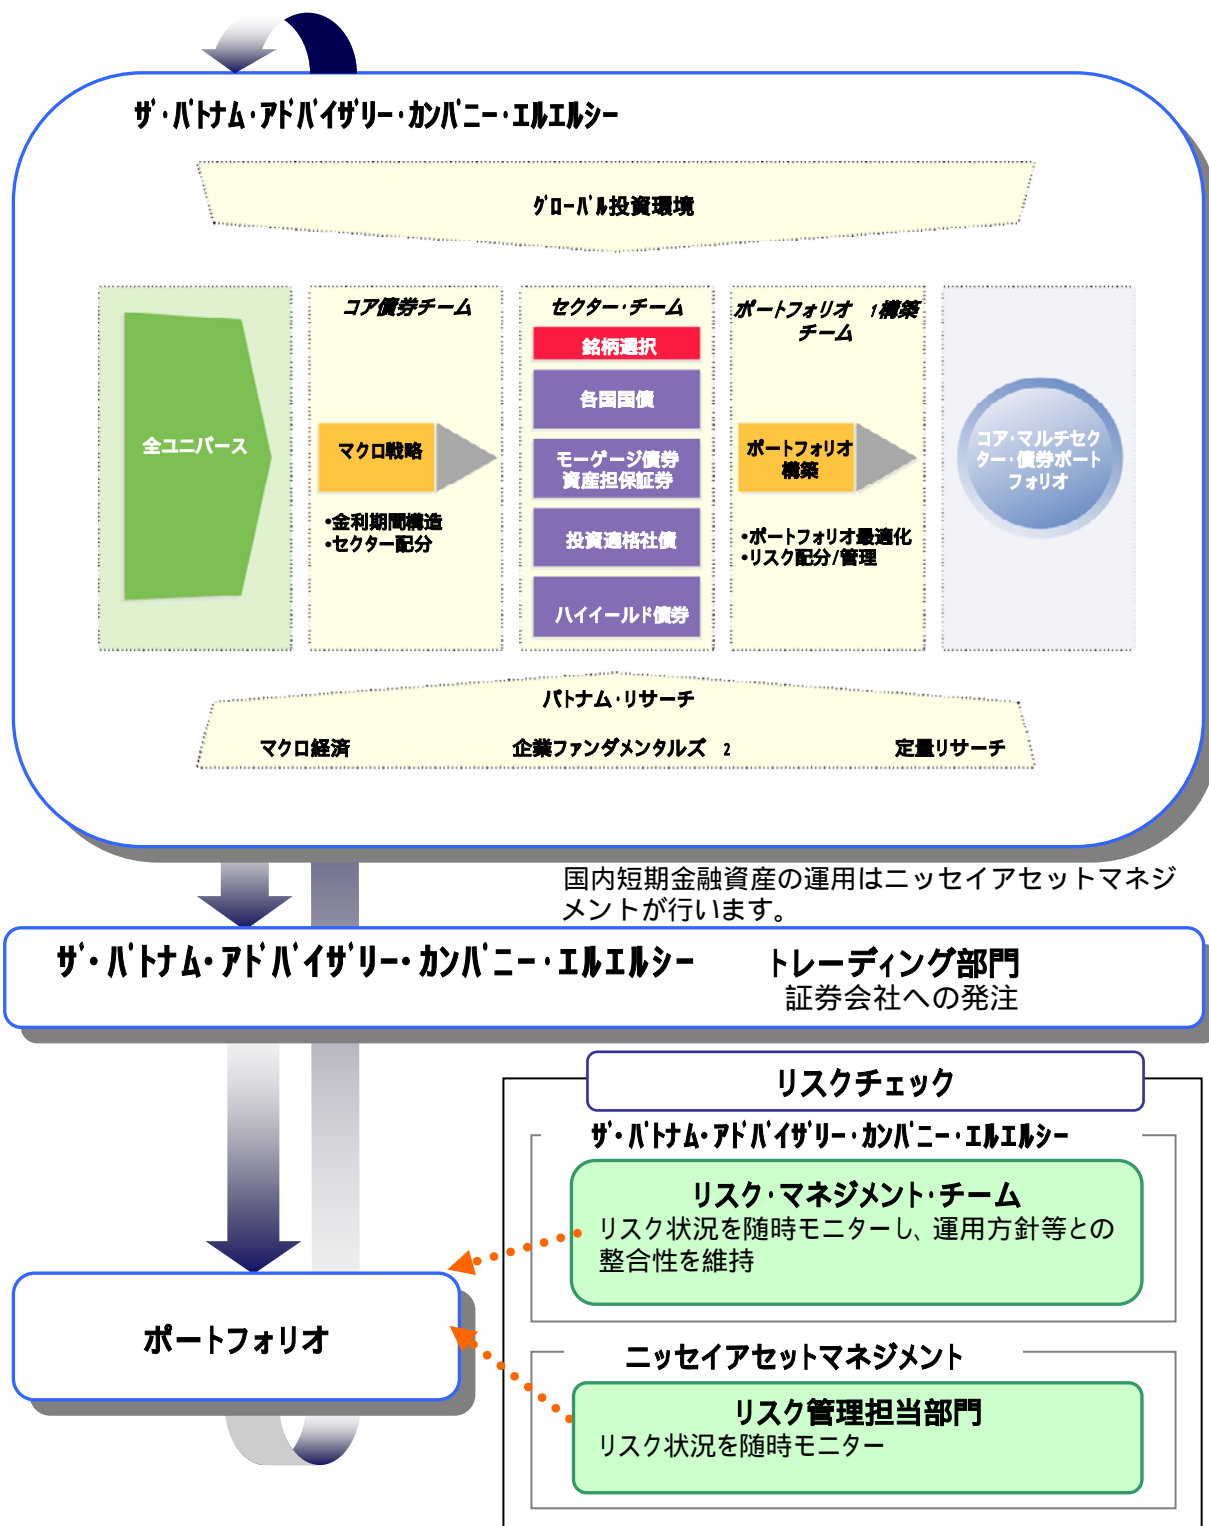 ｻﾞ･ﾊﾟﾄﾅﾑ･ｱﾄﾞﾊﾞｲｻﾞﾘｰ･ｶﾝﾊﾟﾆｰ･ｴﾙｴﾙｼｰ
ｸﾞﾛｰﾊﾞﾙ投資環境
コア債券チーム
セクター・チーム
ポートフォリオ 1構築
チーム
銘柄選択
各国国債
全ユニバース
マクロ戦略
モーゲージ債券
資産担保証券
ポートフォリオ
構築
コア・マルチセク
ター・債券ポート
フォリオ
•金利期間構造
•セクター配分
投資適格社債
•ポートフォリオ最適化
•リスク配分/管理
ハイイールド債券
パトナム・リサーチ
マクロ経済 企業ファンダメンタルズ 2 定量リサーチ
国内短期金融資産の運用はニッセイアセットマネジ
メントが行います。
ｻﾞ･ﾊﾟﾄﾅﾑ･ｱﾄﾞﾊﾞｲｻﾞﾘｰ･ｶﾝﾊﾟﾆｰ･ｴﾙｴﾙｼｰ トレーディング部門
証券会社への発注
リスクチェック
ｻﾞ･ﾊﾟﾄﾅﾑ･ｱﾄﾞﾊﾞｲｻﾞﾘｰ･ｶﾝﾊﾟﾆｰ･ｴﾙｴﾙｼｰ
リスク・マネジメント・チーム
リスク状況を随時モニターし、運用方針等との
整合性を維持
ポートフォリオ
ニッセイアセットマネジメント
リスク管理担当部門
リスク状況を随時モニター